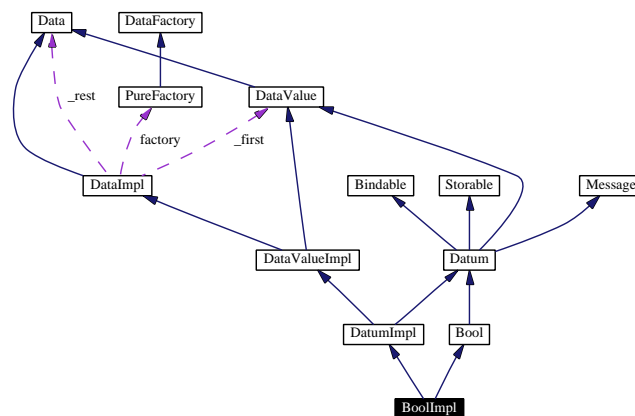 Data
DataFactory
_rest
PureFactory
DataValue
factory
_first
DataImpl
Bindable
Storable
Message
DataValueImpl
Datum
DatumImpl
Bool
BoolImpl